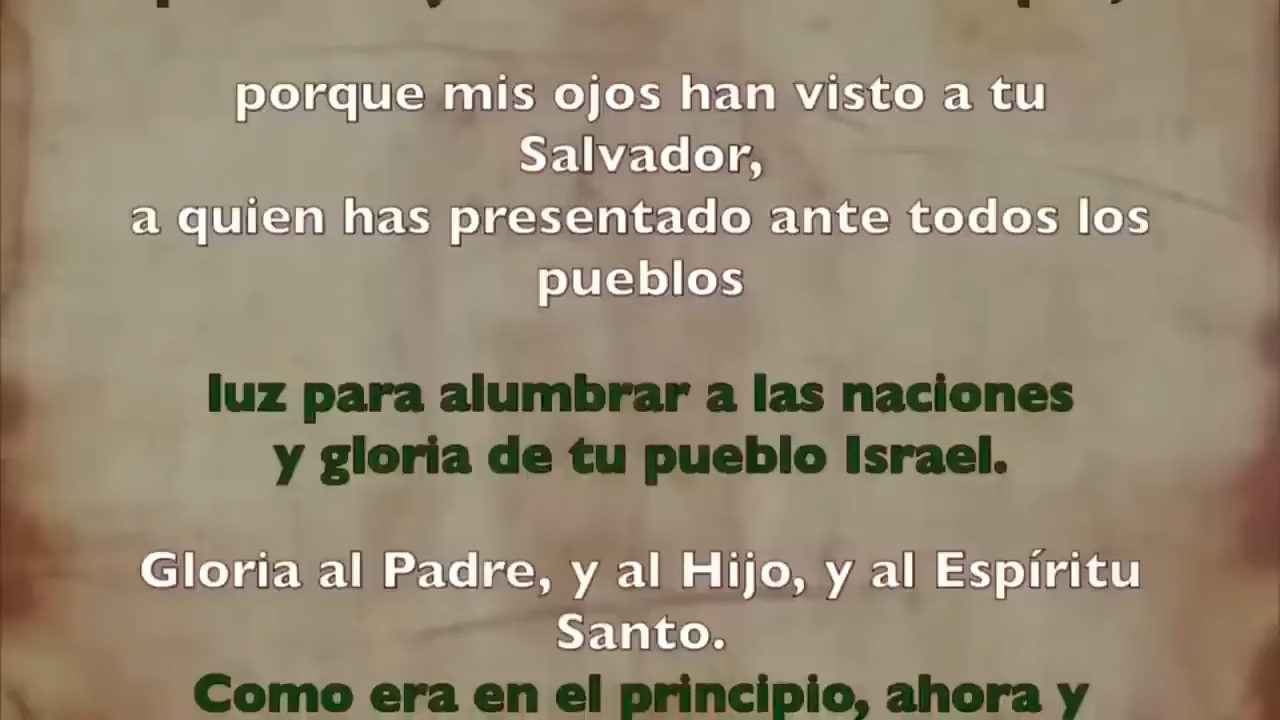 porque mis ojos han visto a tu
Salvador,
a quien has presentado ante todos los
pueblos
luz para alumbrar a las naciones
y gloria de tu pueblo Israel.
Gloria al Padre, y al Hijo, y al Espíritu
Santo.
Como era en el principio, ahora y